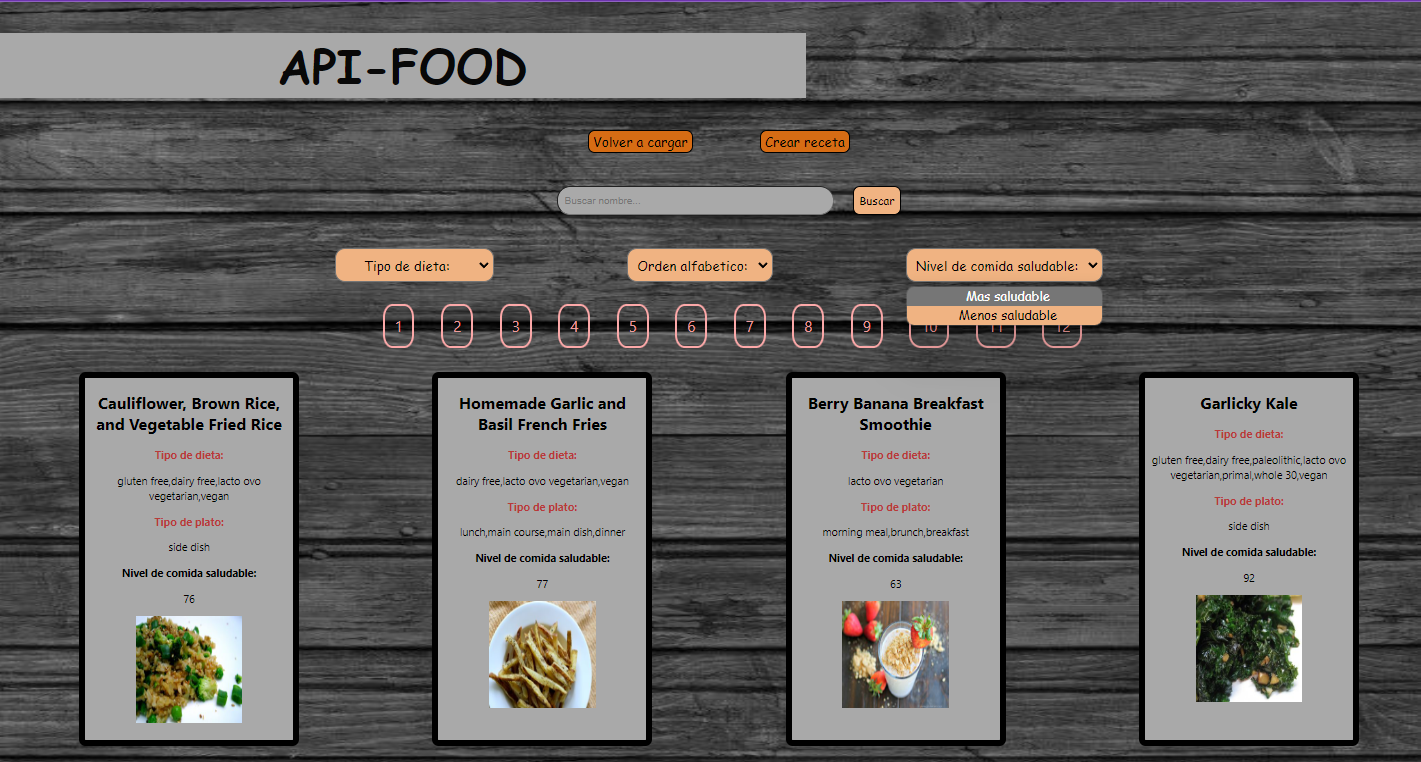 API-FOOD
Volver a cargar
Crear receta
Buscar nombre...
Buscar
Tipo de dieta:
Orden alfabetico:
Nivel de comida saludable:
Mas saludable
Menos saludable
1 2 3 4 5 6 7 8 9 10 11 12
Cauliflower, Brown Rice,
and Vegetable Fried Rice
Tipo de dieta:
gluten free,dairy free,lacto ovo
vegetarian,vegan
Tipo de plato:
side dish
Nivel de comida saludable:
76
Homemade Garlic and
Basil French Fries
Tipo de dieta:
dairy free,lacto ovo vegetarian,vegan
Tipo de plato:
lunch,main course,main dish,dinner
Nivel de comida saludable:
77
Berry Banana Breakfast
Smoothie
Tipo de dieta:
lacto ovo vegetarian
Tipo de plato:
morning meal,brunch,breakfast
Nivel de comida saludable:
63
Garlicky Kale
Tipo de dieta:
gluten free,dairy free,paleolithic,lacto ovo
vegetarian,primal,whole 30,vegan
Tipo de plato:
side dish
Nivel de comida saludable:
92